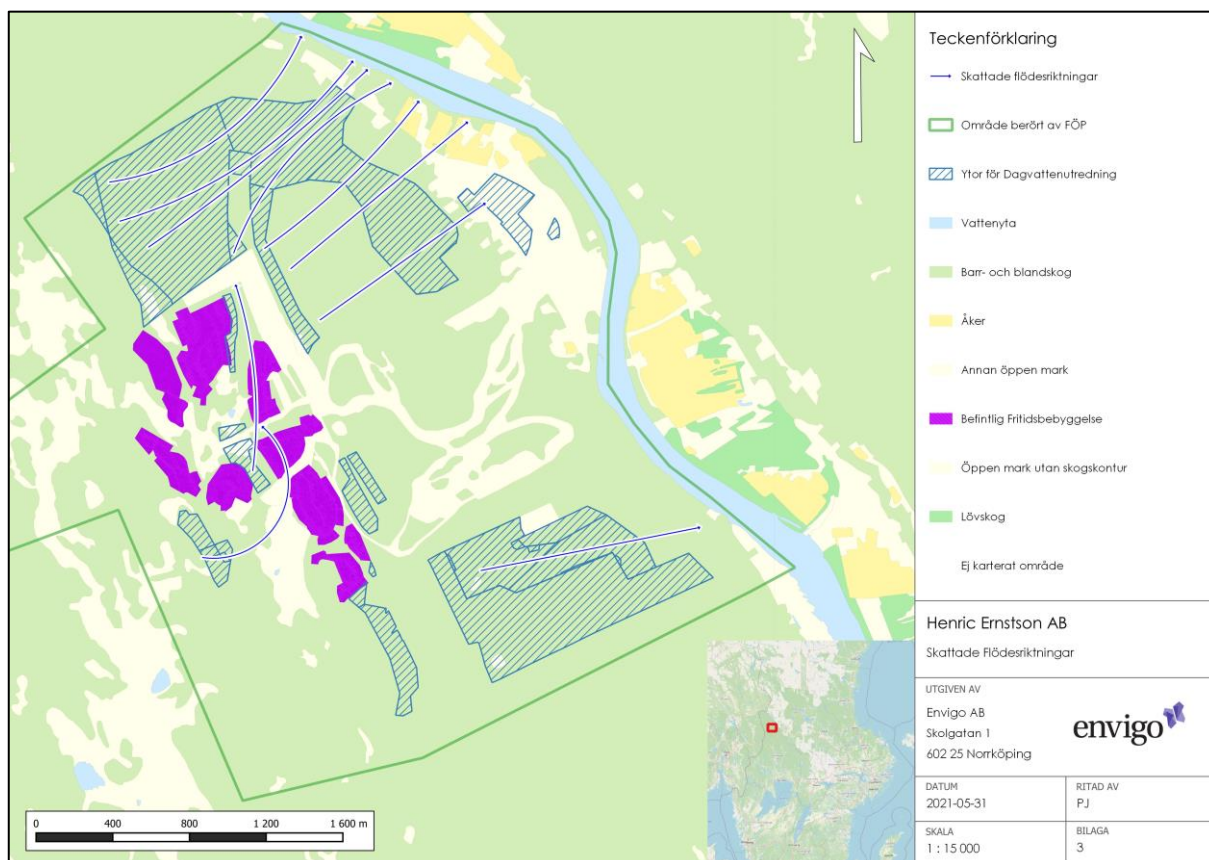 Teckenförklaring
Skattade flödesriktningar
Område berört av FÖP
Ytor för Dagvattenutredning
Vattenyta
Barr- och blandskog
Åker
Annan öppen mark
Befintlig Fritidsbebyggelse
Öppen mark utan skogskontur
Lövskog
Ej karterat område
Henric Ernstson AB
Skattade Flödesriktningar
UTGIVEN AV
Envigo AB
Skolgatan 1
602 25 Norrköping
envigo
DATUM
2021-05-31
RITAD AV
PJ
SKALA
1 : 15 000
BILAGA
3
0 400 800 1 200 1 600 m